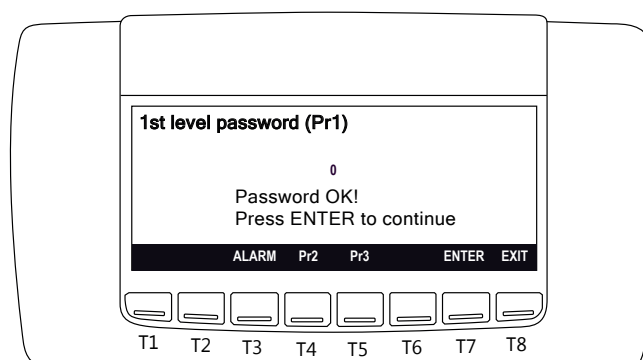 1st level password (Pr1)
0
Password OK!
Press ENTER to continue
ALARM Pr2 Pr3 ENTER EXIT
T1 T2 T3 T4 T5 T6 T7 T8